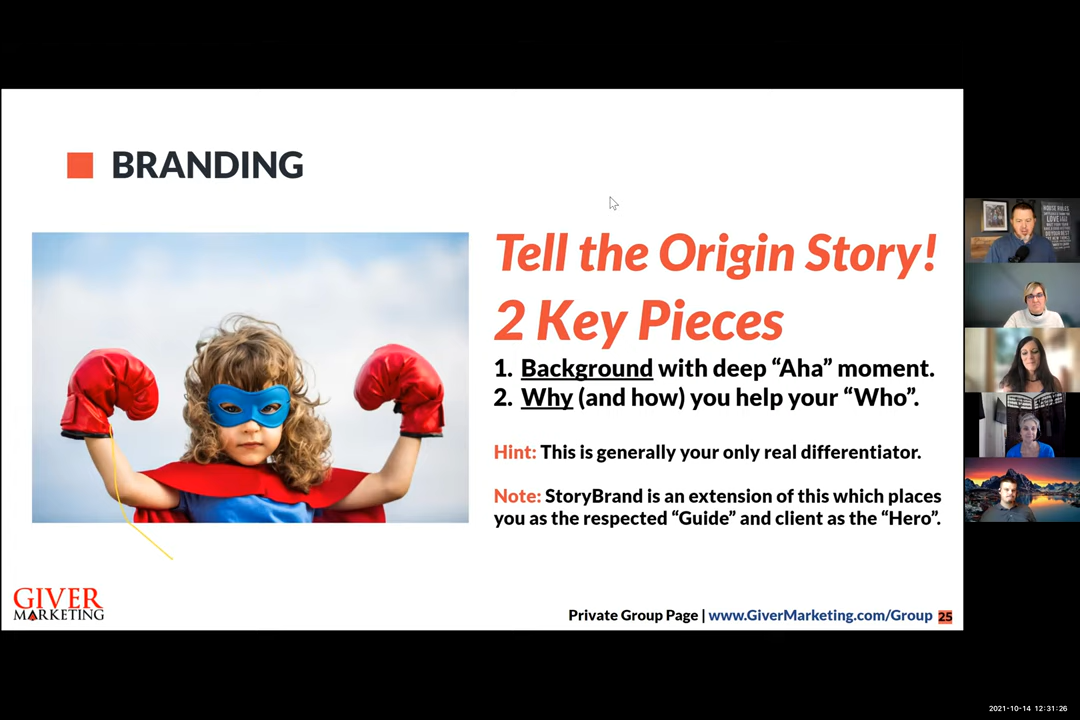 BRANDING
Tell the Origin Story!
2 Key Pieces
1. Background with deep “Aha” moment.
2. Why (and how) you help your “Who”.
Hint: This is generally your only real differentiator.
Note: StoryBrand is an extension of this which places
you as the respected “Guide” and client as the “Hero”.
GIVER
MARKETING
Private Group Page | www.GiverMarketing.com/Group 25
HOUSE RULES
LOVE
2021-10-14 12:31:26